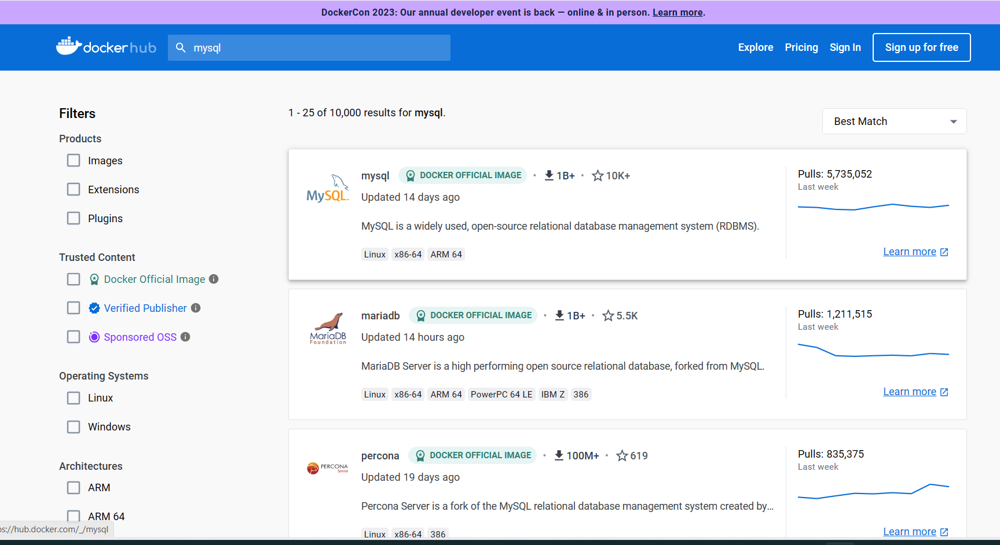 DockerCon 2023: Our annual developer event is back — online & in person. Learn more.
docker hub
mysql
Explore Pricing Sign In Sign up for free
Filters
Products
Images
Extensions
Plugins
Trusted Content
Docker Official Image
Verified Publisher
Sponsored OSS
Operating Systems
Linux
Windows
Architectures
ARM
ARM 64
1 - 25 of 10,000 results for mysql.
Best Match
MySQL™
mysql DOCKER OFFICIAL IMAGE • 1B+ • 10K+
Updated 14 days ago
MySQL is a widely used, open-source relational database management system (RDBMS).
Linux x86-64 ARM 64
Pulls: 5,735,052
Last week
Learn more
MariaDB
Foundation
mariadb DOCKER OFFICIAL IMAGE • 1B+ • 5.5K
Updated 14 hours ago
MariaDB Server is a high performing open source relational database, forked from MySQL.
Linux x86-64 ARM 64 PowerPC 64 LE IBM Z 386
Pulls: 1,211,515
Last week
Learn more
PERCONA
SERVER
percona DOCKER OFFICIAL IMAGE • 100M+ • 619
Updated 19 days ago
Percona Server is a fork of the MySQL relational database management system created by...
Linux x86-64 386
Pulls: 835,375
Last week
Learn more
ps://hub.docker.com/_/mysql